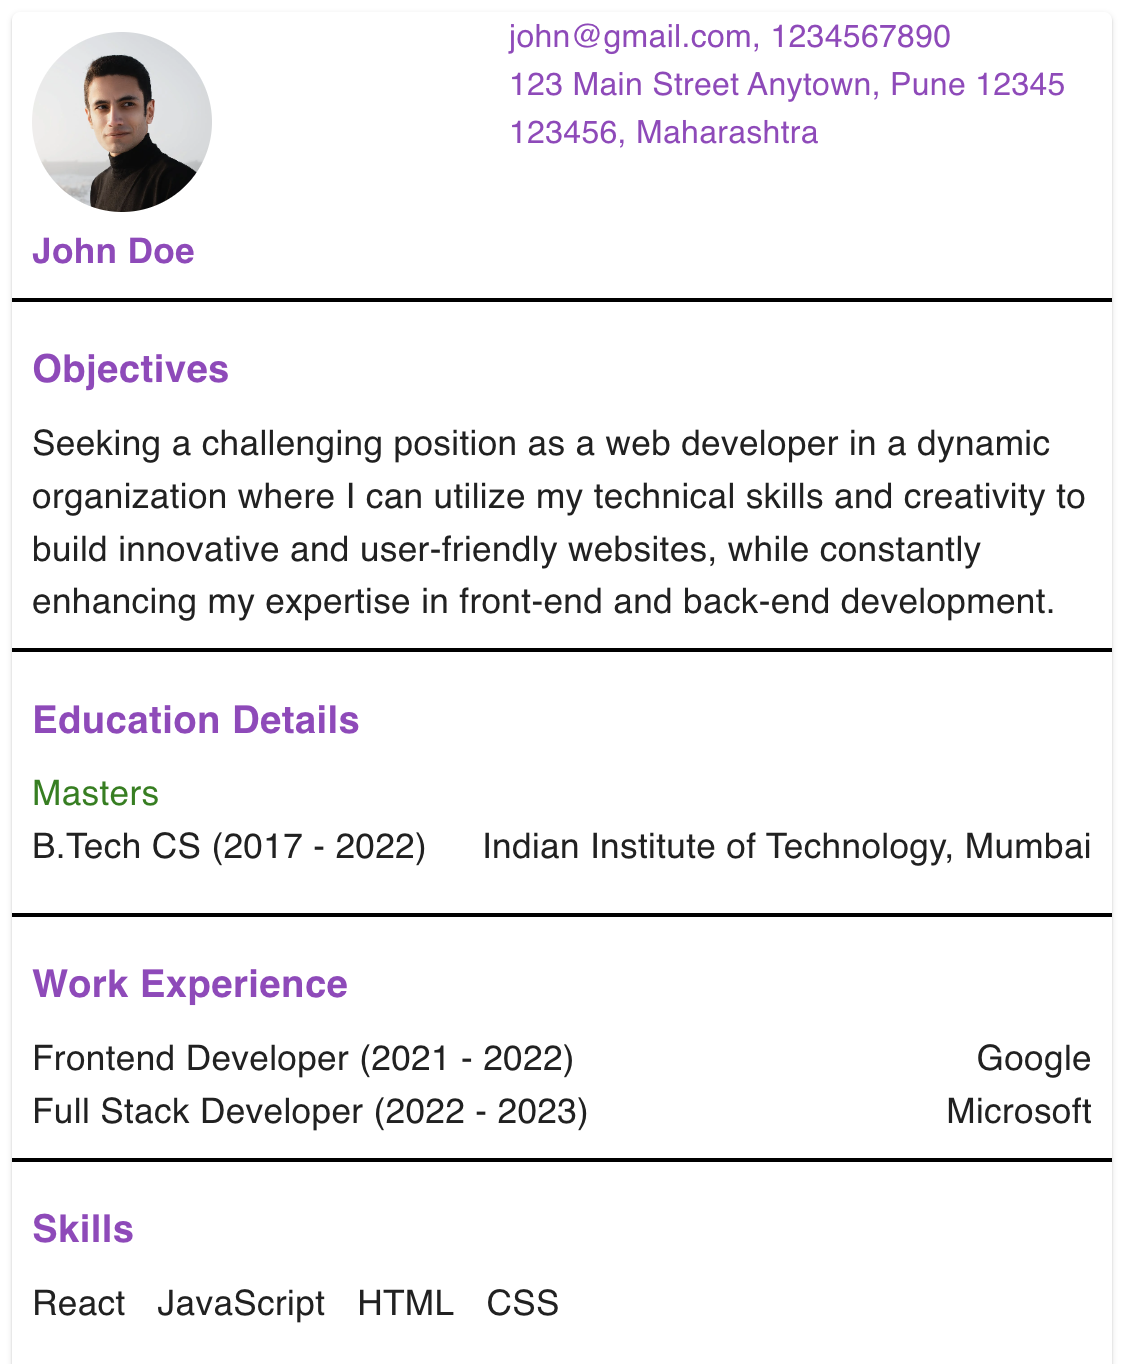 john@gmail.com, 1234567890
123 Main Street Anytown, Pune 12345
123456, Maharashtra
John Doe
Objectives
Seeking a challenging position as a web developer in a dynamic
organization where I can utilize my technical skills and creativity to
build innovative and user-friendly websites, while constantly
enhancing my expertise in front-end and back-end development.
Education Details
Masters
B.Tech CS (2017 - 2022) Indian Institute of Technology, Mumbai
Work Experience
Frontend Developer (2021 - 2022) Google
Full Stack Developer (2022 - 2023) Microsoft
Skills
React JavaScript HTML CSS